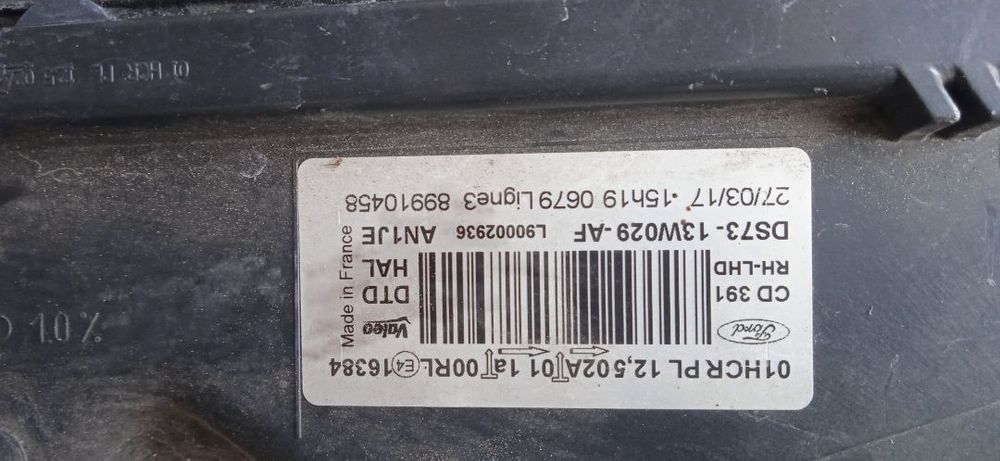 01HCR PL 12,5 02A 01 1a 00RL E4 16384
Ford
CD 391
RH-LHD
DTD
HAL
Valeo
DS73-13W029-AF L90002936 AN1JE
27/03/17 -15h19 0679 Ligne3 89910458
Made in France
10%